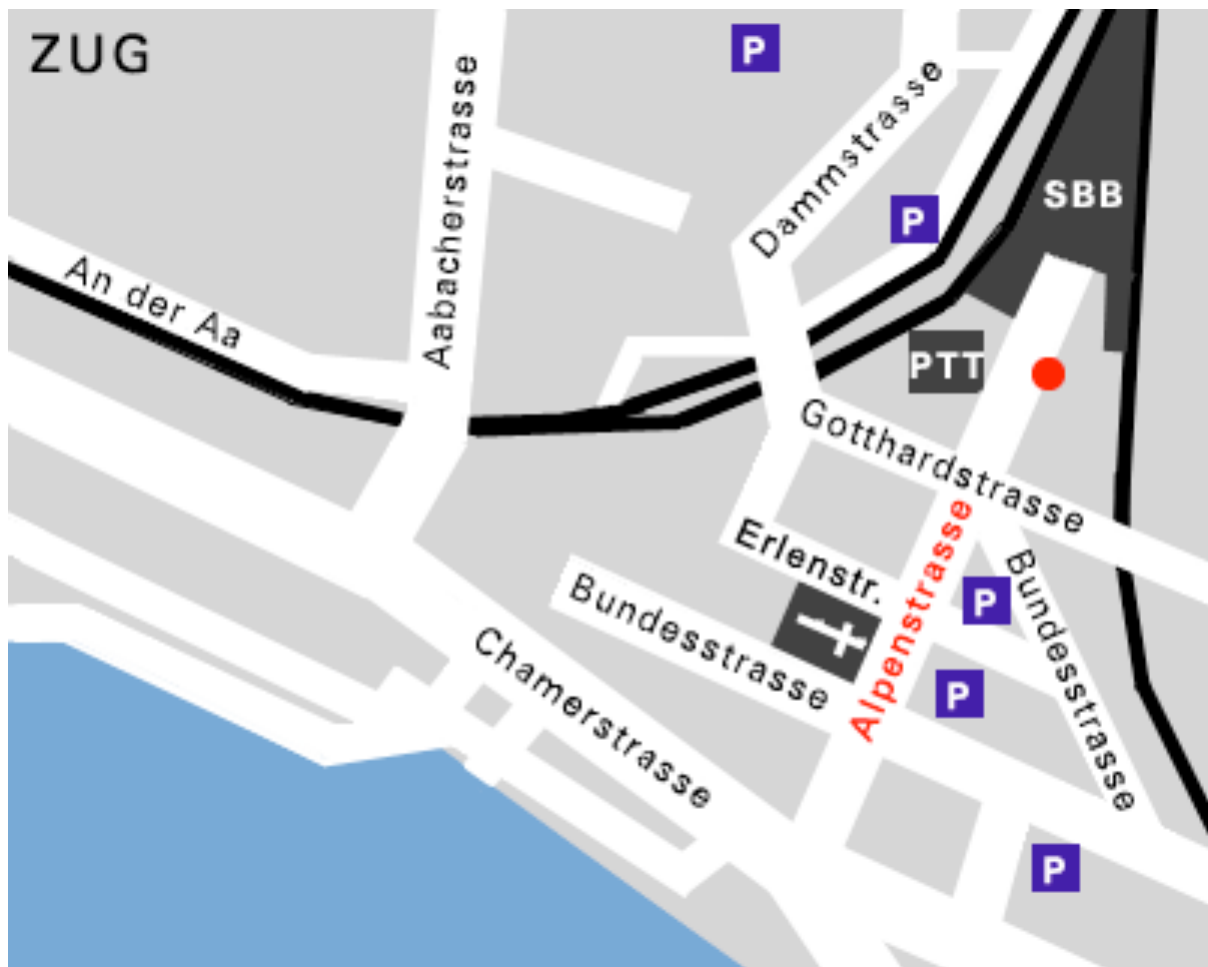 ZUG
P
Dammstrasse
Aabacherstrasse
P
SBB
An der Aa
PTT
Gotthardstrasse
Alpenstrasse
Erlenstr.
Bundesstrasse
P
Bundesstrasse
P
Chamerstrasse
P